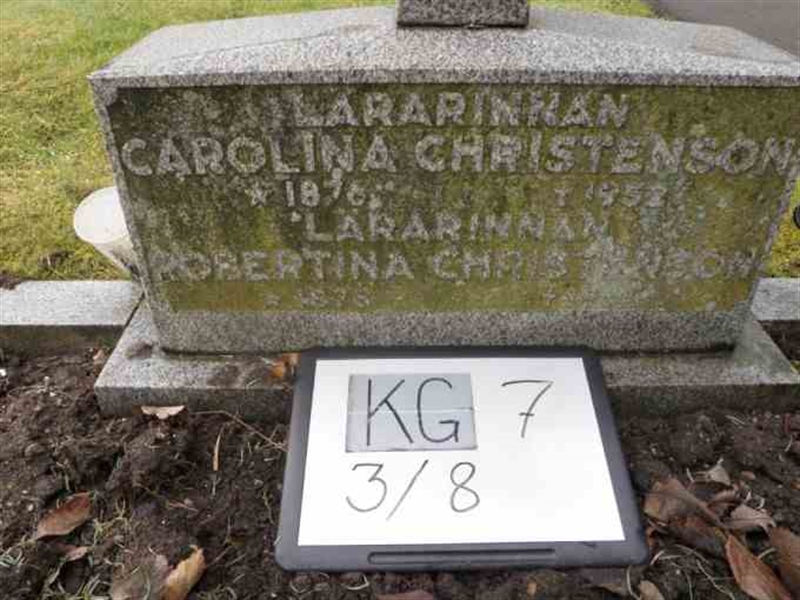 LÄRARINNAN
CAROLINA CHRISTENSON
* 1876 † 1952
LÄRARINNAN
ROBERTINA CHRISTENSON
KG 7
3/8